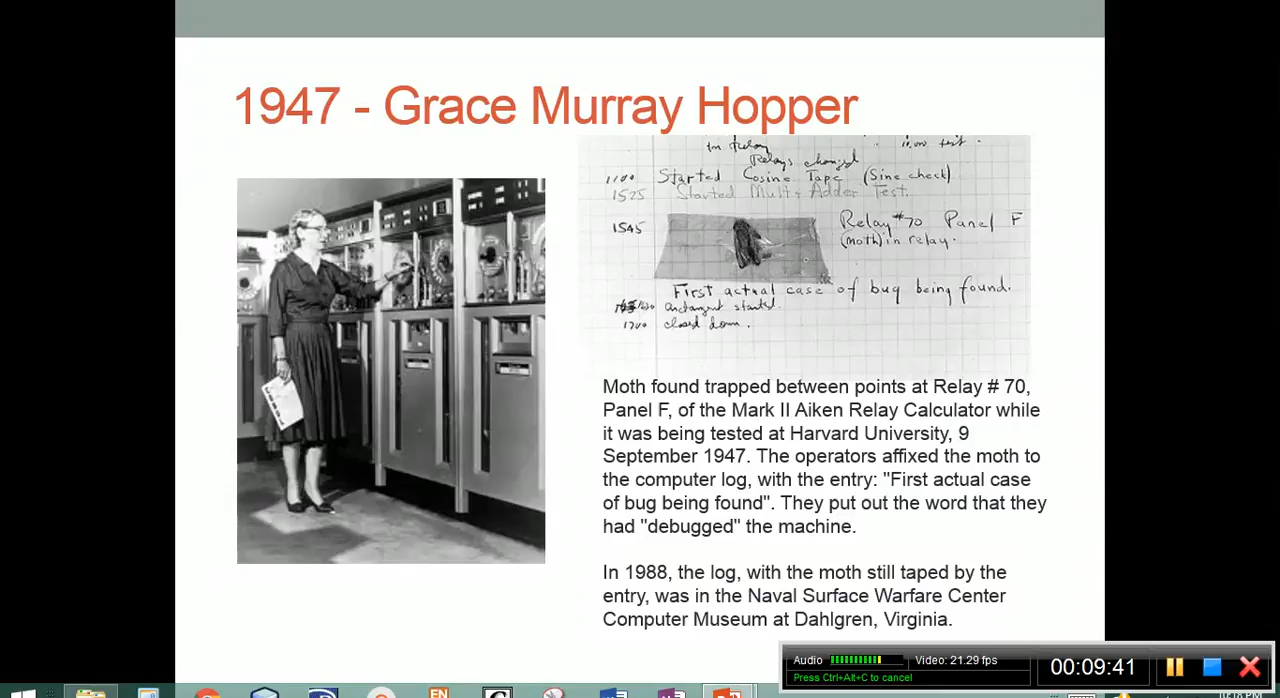 1947 - Grace Murray Hopper
Relays changed
1100 Started Cosine Tape (Sine check)
1525 Started Mult + Adder Test.
1545 Relay #70 Panel F
(moth) in relay.
First actual case of bug being found.
1700 closed down.
Moth found trapped between points at Relay # 70,
Panel F, of the Mark II Aiken Relay Calculator while
it was being tested at Harvard University, 9
September 1947. The operators affixed the moth to
the computer log, with the entry: "First actual case
of bug being found". They put out the word that they
had "debugged" the machine.
In 1988, the log, with the moth still taped by the
entry, was in the Naval Surface Warfare Center
Computer Museum at Dahlgren, Virginia.
Audio Video: 21.29 fps
Press Ctrl+Alt+C to cancel
00:09:41
EN